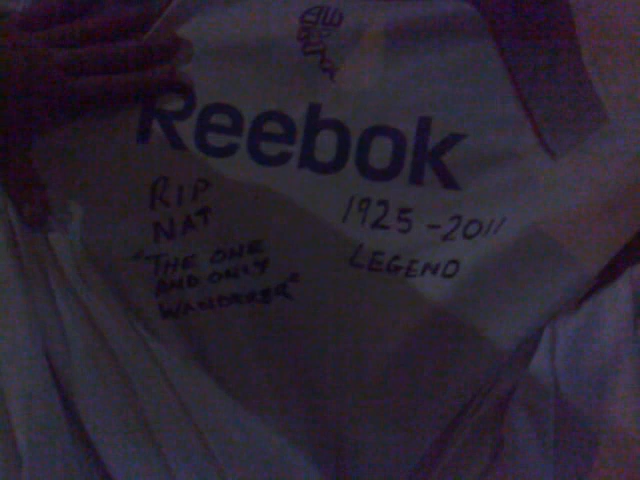 Reebok
RIP
NAT
"THE ONE
AND ONLY
WANDERER"
1925-2011
LEGEND